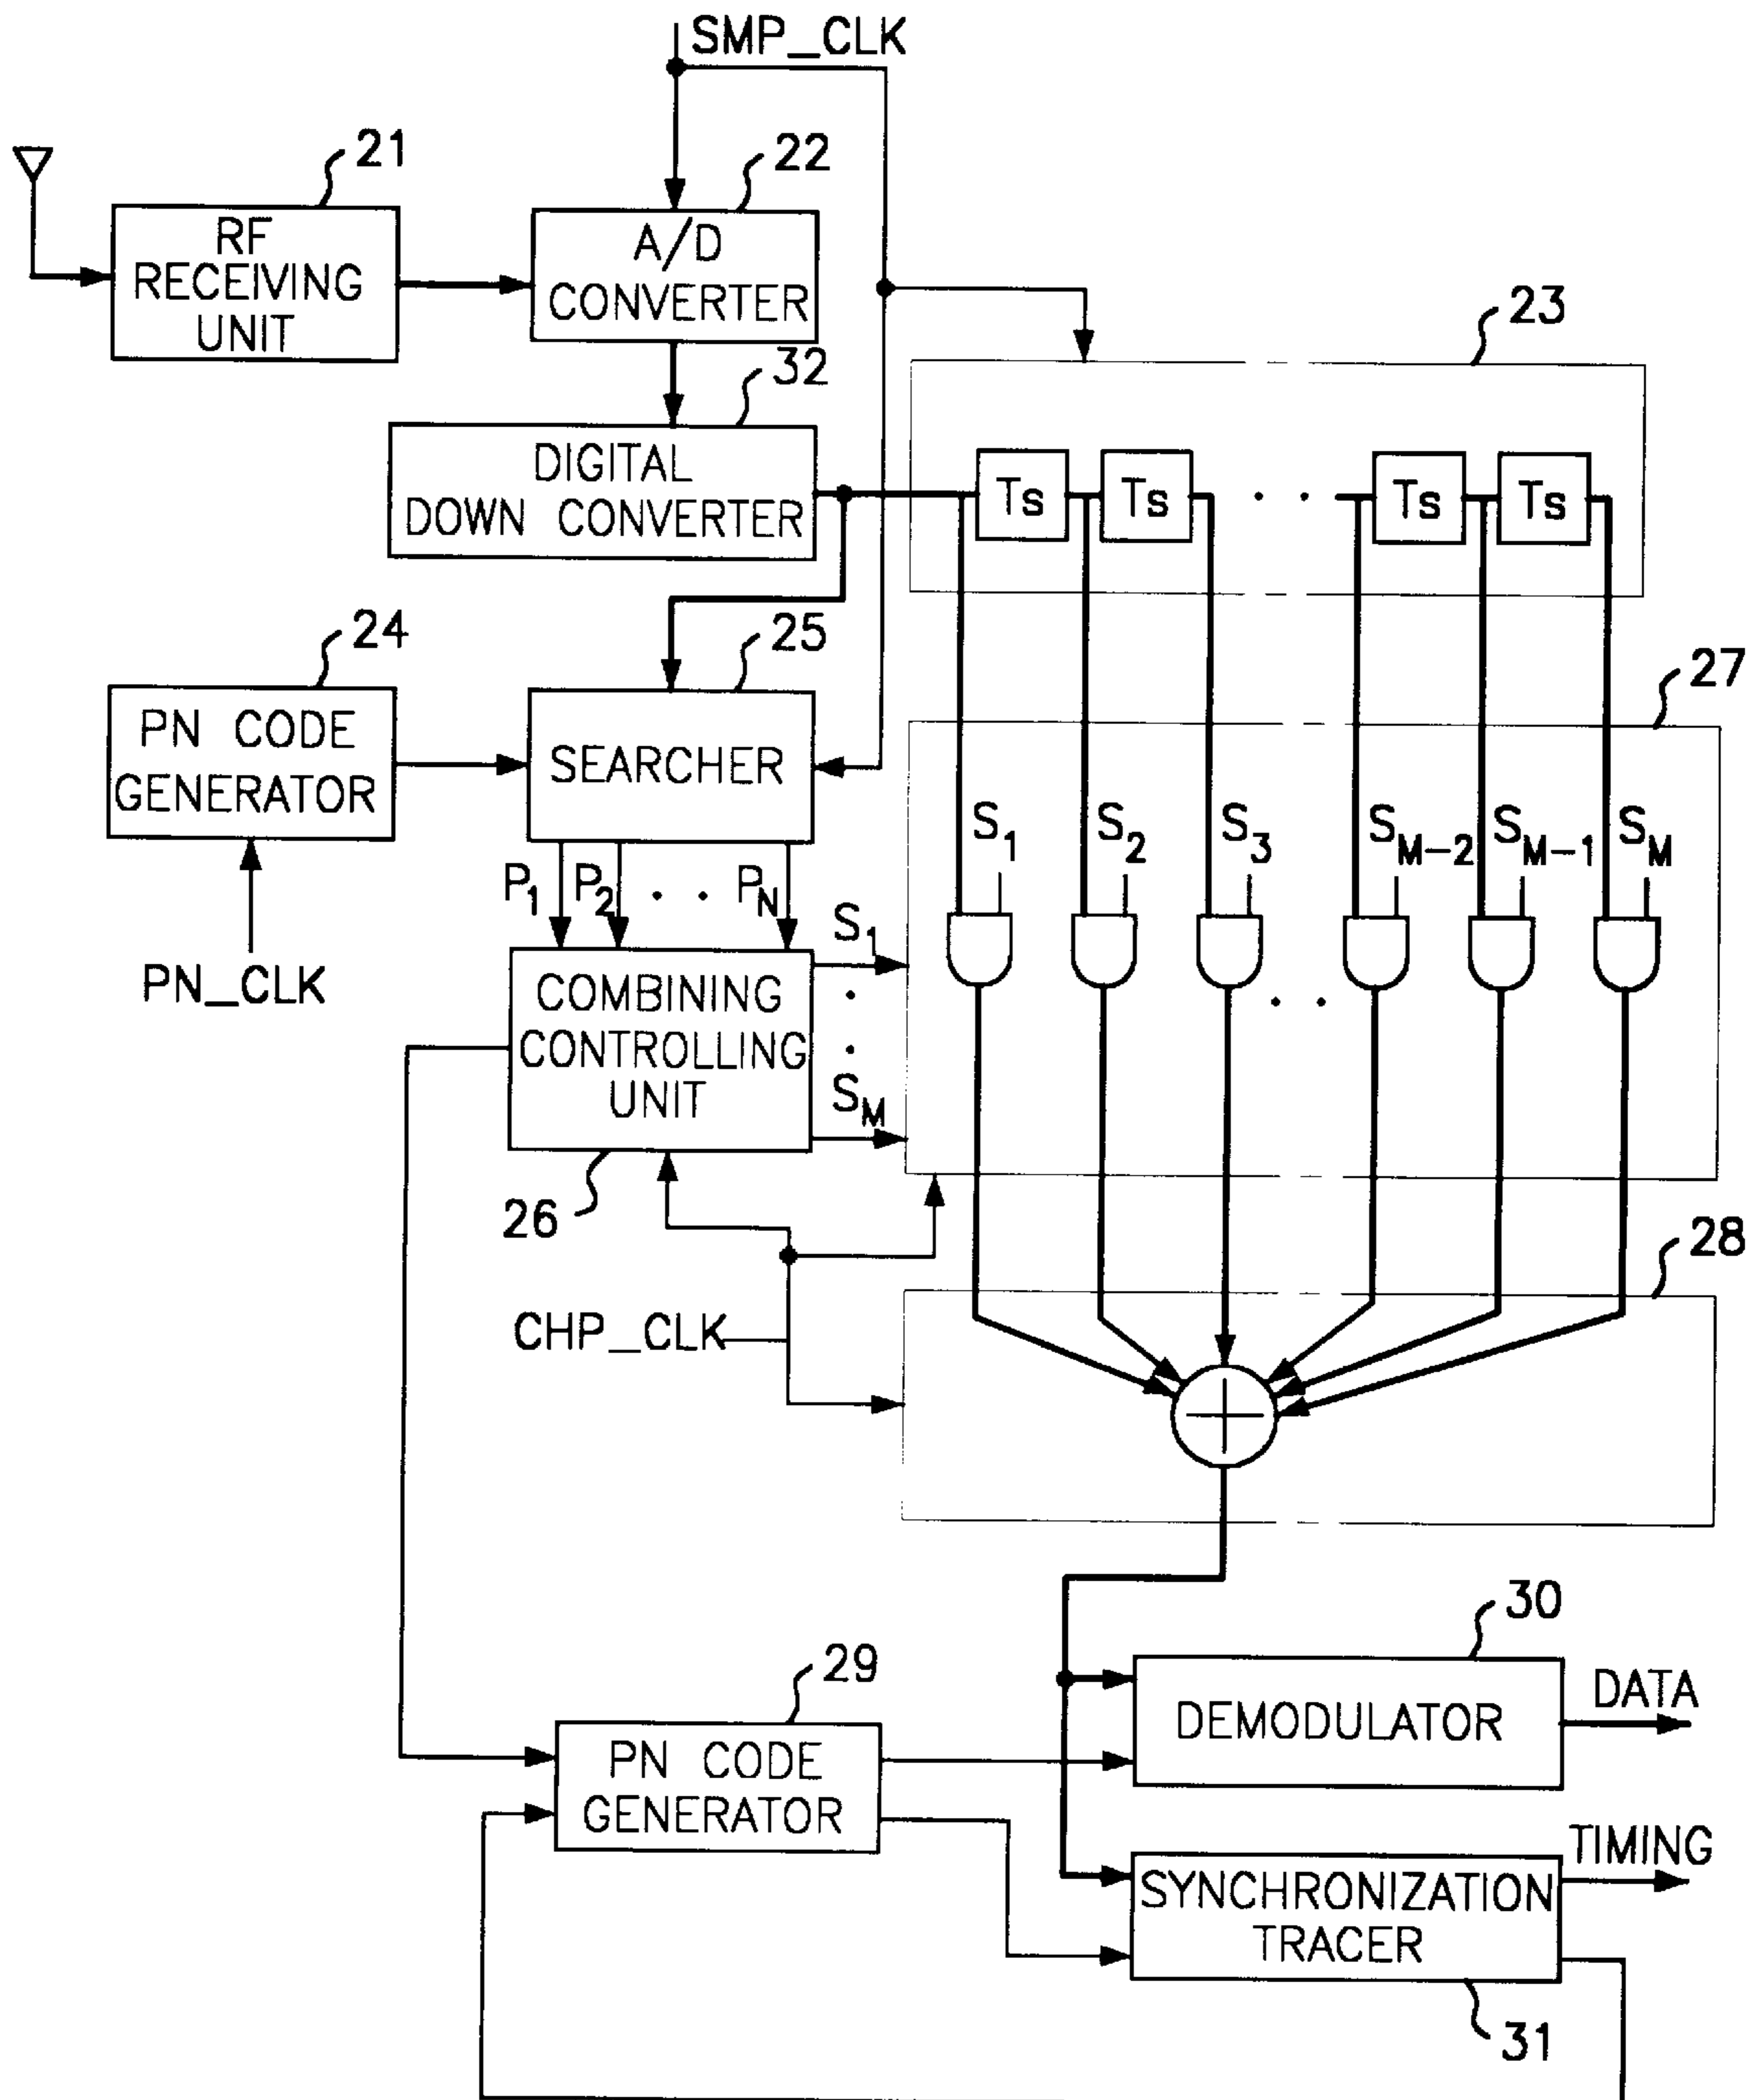 SMP_CLK
21
22
RF
RECEIVING
UNIT
A/D
CONVERTER
23
32
DIGITAL
DOWN CONVERTER
Ts
Ts
. .
Ts
Ts
24
25
27
PN CODE
GENERATOR
SEARCHER
S1
S2
S3
SM-2
SM-1
SM
P1
P2
. .
PN
PN_CLK
S1
.
.
SM
COMBINING
CONTROLLING
UNIT
. .
26
28
CHP_CLK
30
29
DEMODULATOR
DATA
PN CODE
GENERATOR
TIMING
SYNCHRONIZATION
TRACER
31